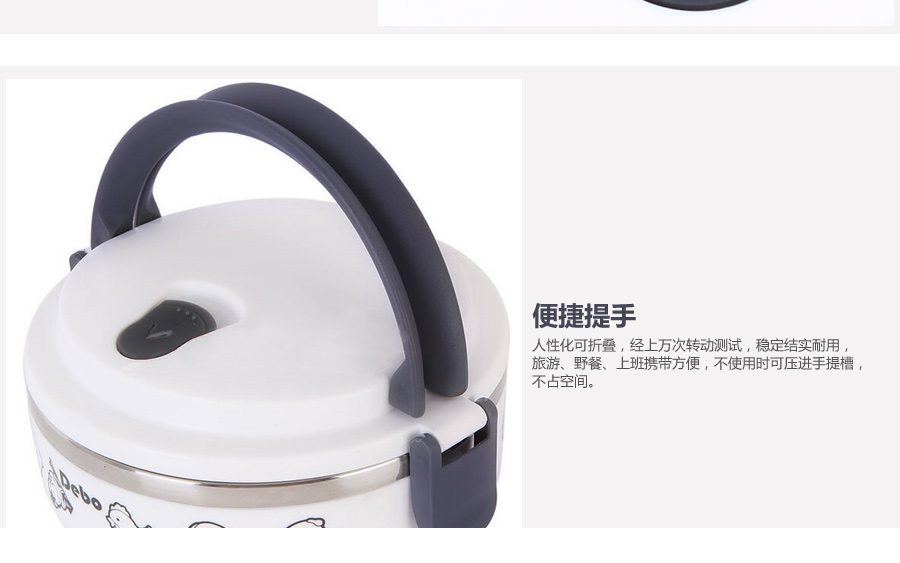 便捷提手
人性化可折叠，经上万次转动测试，稳定结实耐用，
旅游、野餐、上班携带方便，不使用时可压进手提槽，
不占空间。
Debo